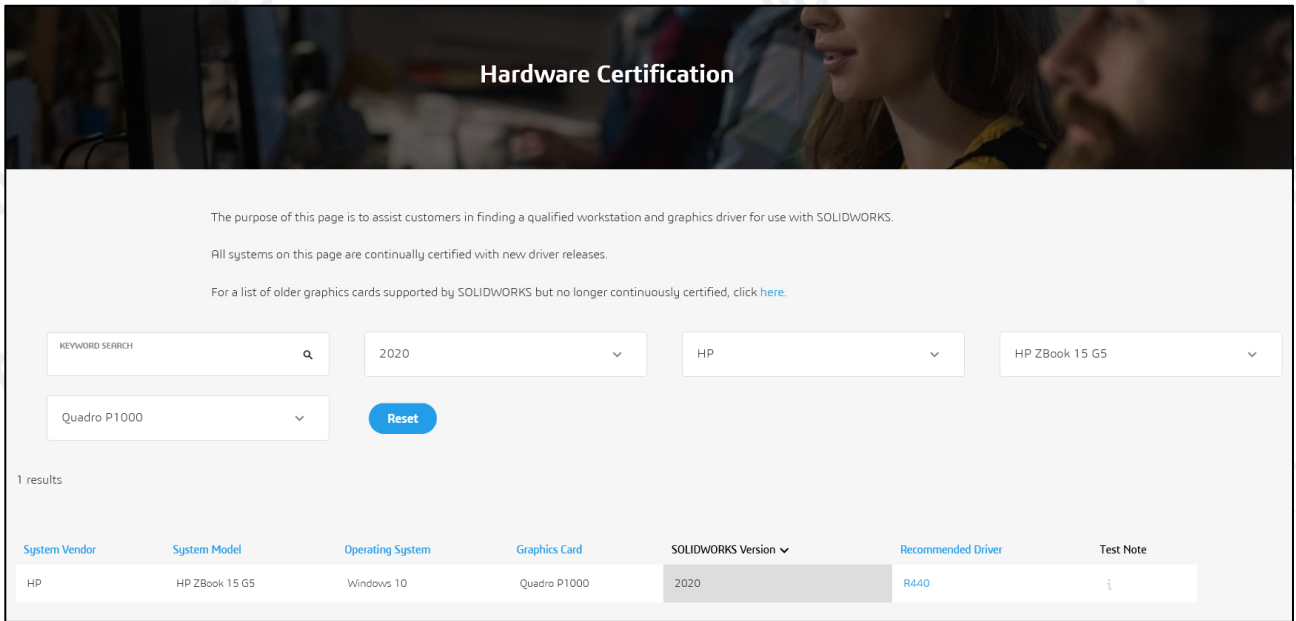 Hardware Certification
The purpose of this page is to assist customers in finding a qualified workstation and graphics driver for use with SOLIDWORKS.
All systems on this page are continually certified with new driver releases.
For a list of older graphics cards supported by SOLIDWORKS but no longer continuously certified, click here.
KEYWORD SEARCH
2020
HP
HP ZBook 15 G5
Quadro P1000
Reset
1 results
System Vendor System Model Operating System Graphics Card SOLIDWORKS Version Recommended Driver Test Note
HP HP ZBook 15 G5 Windows 10 Quadro P1000 2020 R440 i